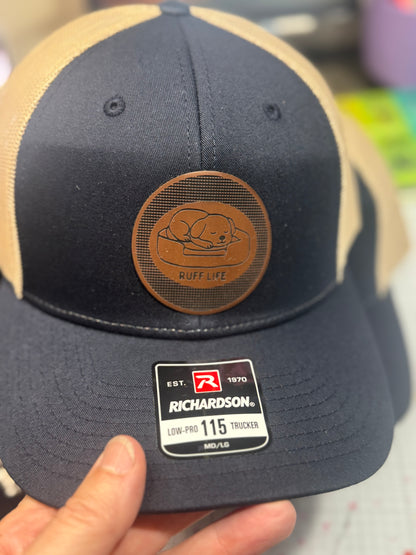 RUFF LIFE
EST. R 1970
RICHARDSON®
LOW-PRO 115 TRUCKER
MD/LG